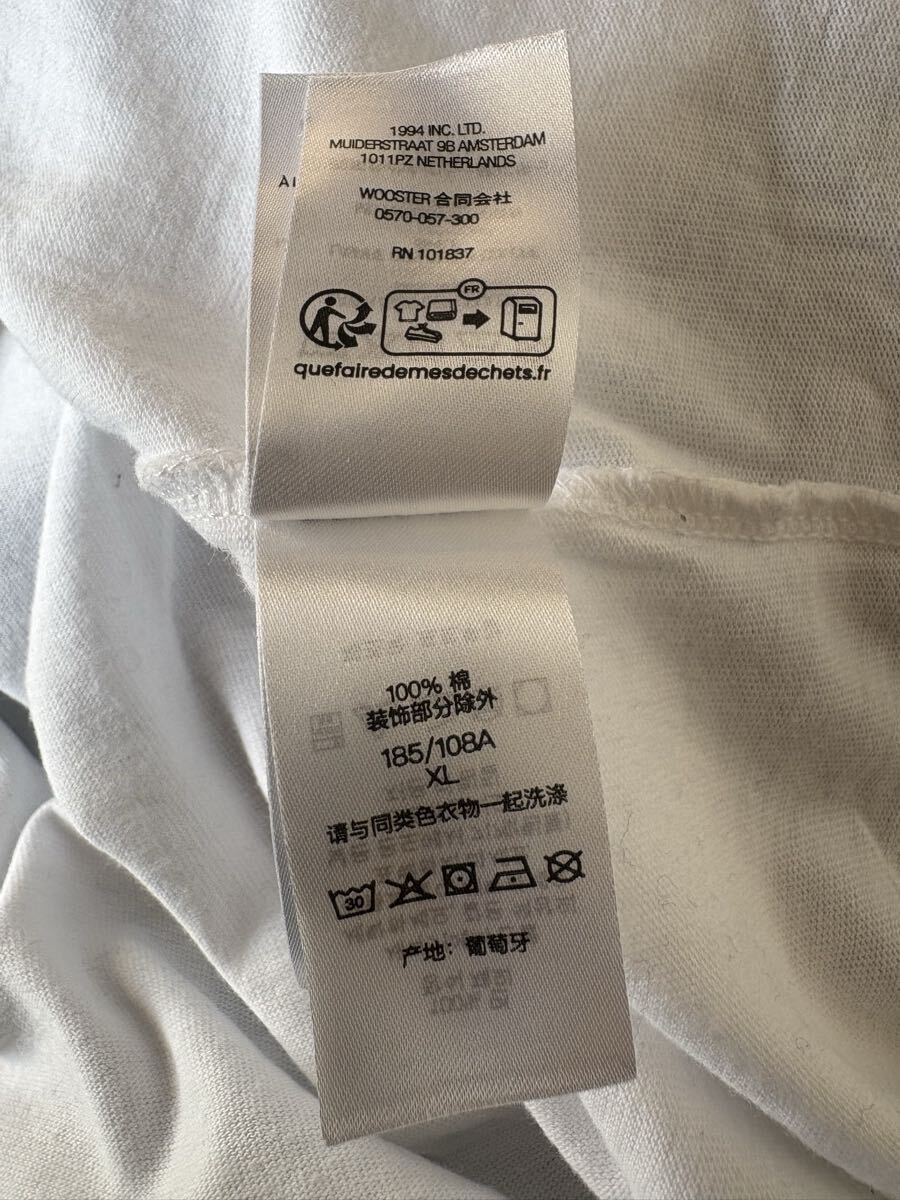 1994 INC. LTD.
MUIDERSTRAAT 9B AMSTERDAM
1011PZ NETHERLANDS
WOOSTER 合同会社
0570-057-300
RN 101837
FR
quefairedemesdechets.fr
100% 棉
装饰部分除外
185/108A
XL
请与同类色衣物一起洗涤
30
产地：葡萄牙